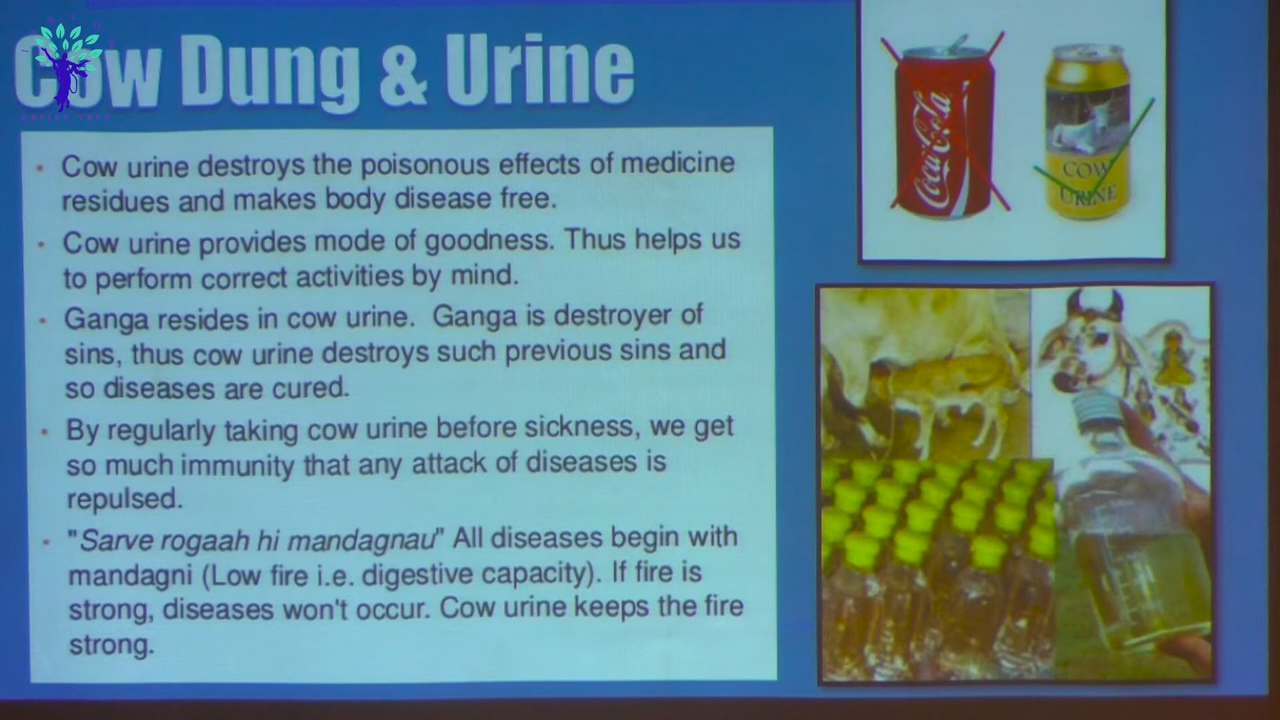 Cow Dung & Urine
• Cow urine destroys the poisonous effects of medicine
residues and makes body disease free.
• Cow urine provides mode of goodness. Thus helps us
to perform correct activities by mind.
• Ganga resides in cow urine. Ganga is destroyer of
sins, thus cow urine destroys such previous sins and
so diseases are cured.
• By regularly taking cow urine before sickness, we get
so much immunity that any attack of diseases is
repulsed.
• "Sarve rogaah hi mandagnau" All diseases begin with
mandagni (Low fire i.e. digestive capacity). If fire is
strong, diseases won't occur. Cow urine keeps the fire
strong.
Coca-Cola
COW
URINE